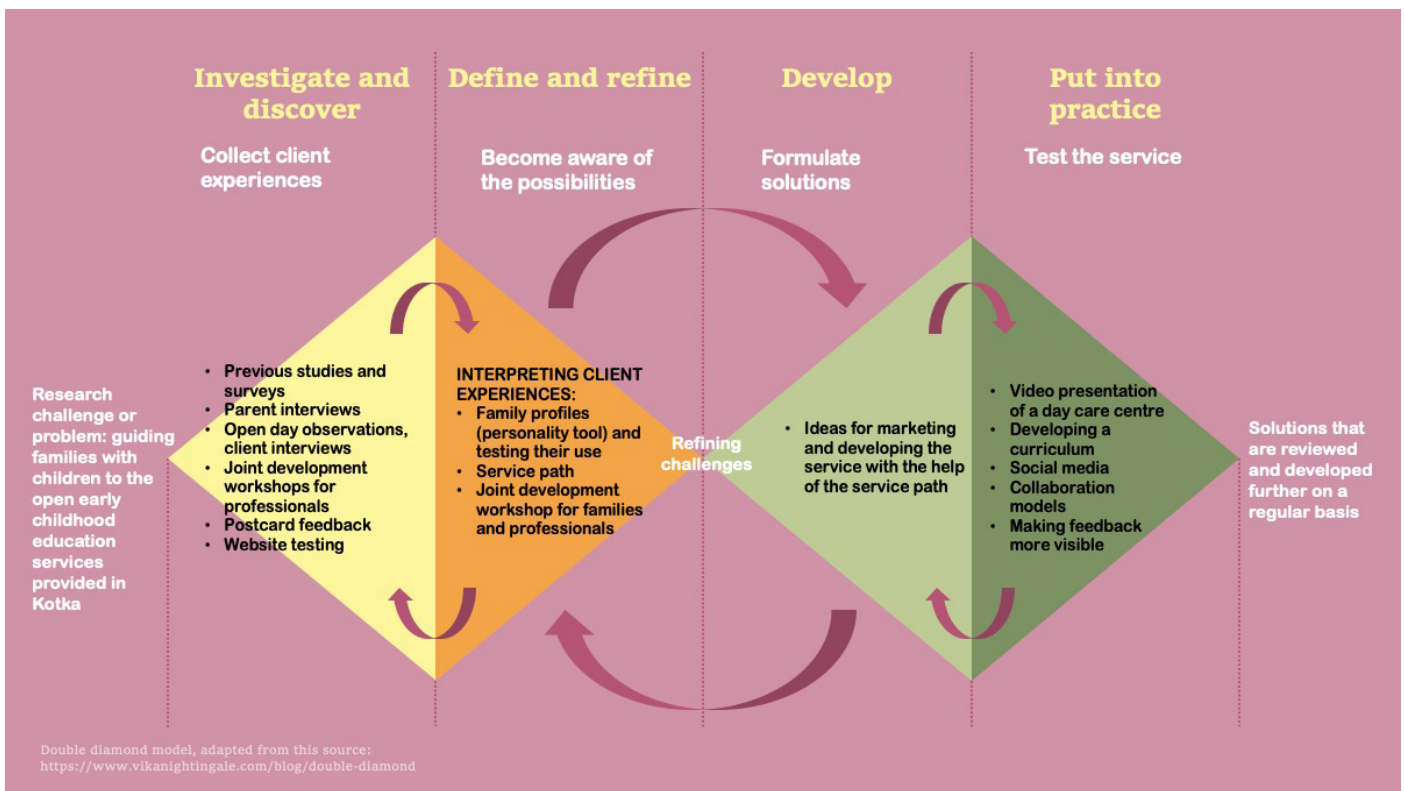 Investigate and
discover
Define and refine
Develop
Put into
practice
Collect client
experiences
Become aware of
the possibilities
Formulate
solutions
Test the service
Research
challenge or
problem: guiding
families with
children to the
open early
childhood
education
services
provided in
Kotka
• Previous studies and
surveys
• Parent interviews
• Open day observations,
client interviews
• Joint development
workshops for
professionals
• Postcard feedback
• Website testing
INTERPRETING CLIENT
EXPERIENCES:
• Family profiles
(personality tool) and
testing their use
• Service path
• Joint development
workshop for families
and professionals
Refining
challenges
• Ideas for marketing
and developing the
service with the help
of the service path
• Video presentation
of a day care centre
• Developing a
curriculum
• Social media
• Collaboration
models
• Making feedback
more visible
Solutions that
are reviewed
and developed
further on a
regular basis
Double diamond model, adapted from this source:
https://www.vikanightingale.com/blog/double-diamond